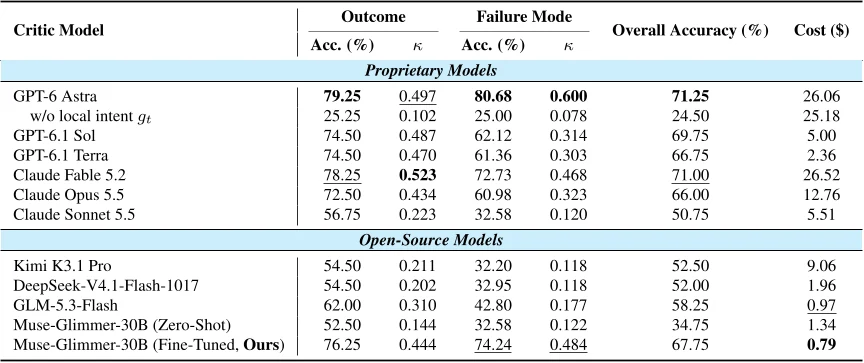 Critic Model Outcome Failure Mode Overall Accuracy (%) Cost ($)
Acc. (%) κ Acc. (%) κ
Proprietary Models
GPT-6 Astra 79.25 0.497 80.68 0.600 71.25 26.06
w/o local intent gt 25.25 0.102 25.00 0.078 24.50 25.18
GPT-6.1 Sol 74.50 0.487 62.12 0.314 69.75 5.00
GPT-6.1 Terra 74.50 0.470 61.36 0.303 66.75 2.36
Claude Fable 5.2 78.25 0.523 72.73 0.468 71.00 26.52
Claude Opus 5.5 72.50 0.434 60.98 0.323 66.00 12.76
Claude Sonnet 5.5 56.75 0.223 32.58 0.120 50.75 5.51
Open-Source Models
Kimi K3.1 Pro 54.50 0.211 32.20 0.118 52.50 9.06
DeepSeek-V4.1-Flash-1017 54.50 0.202 32.95 0.118 52.00 1.96
GLM-5.3-Flash 62.00 0.310 42.80 0.177 58.25 0.97
Muse-Glimmer-30B (Zero-Shot) 52.50 0.144 32.58 0.122 34.75 1.34
Muse-Glimmer-30B (Fine-Tuned, Ours) 76.25 0.444 74.24 0.484 67.75 0.79